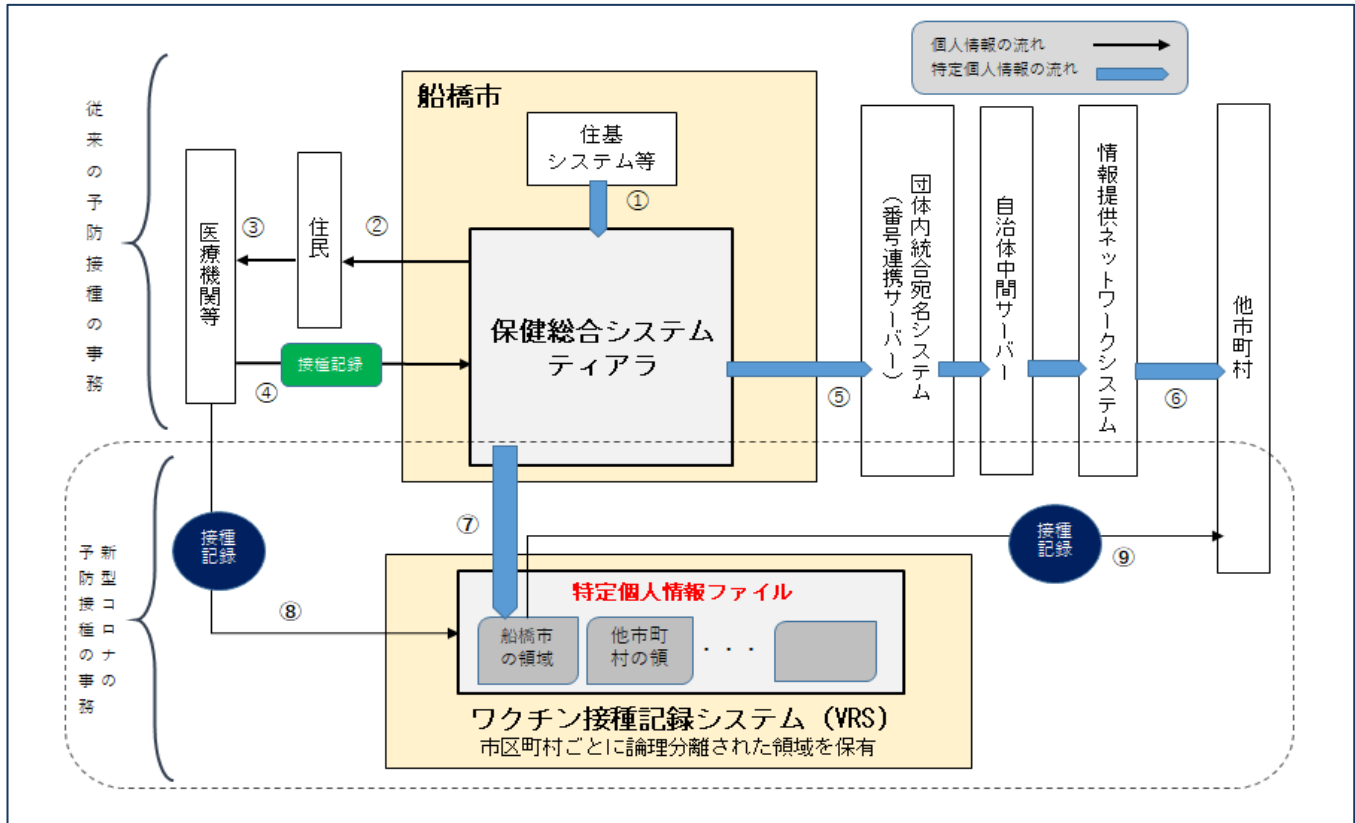 個人情報の流れ
特定個人情報の流れ
従来の予防接種の事務
船橋市
住基
システム等
①
医療機関等
③
住民
②
保健総合システム
ティアラ
④
接種記録
⑤
団体内統合宛名システム
(番号連携サーバー)
自治体中間サーバー
情報提供ネットワークシステム
⑥
他市町村
新型コロナの
予防接種の事務
接種
記録
⑦
接種
記録
⑨
⑧
特定個人情報ファイル
船橋市
の領域
他市町
村の領
・・・
ワクチン接種記録システム (VRS)
市区町村ごとに論理分離された領域を保有